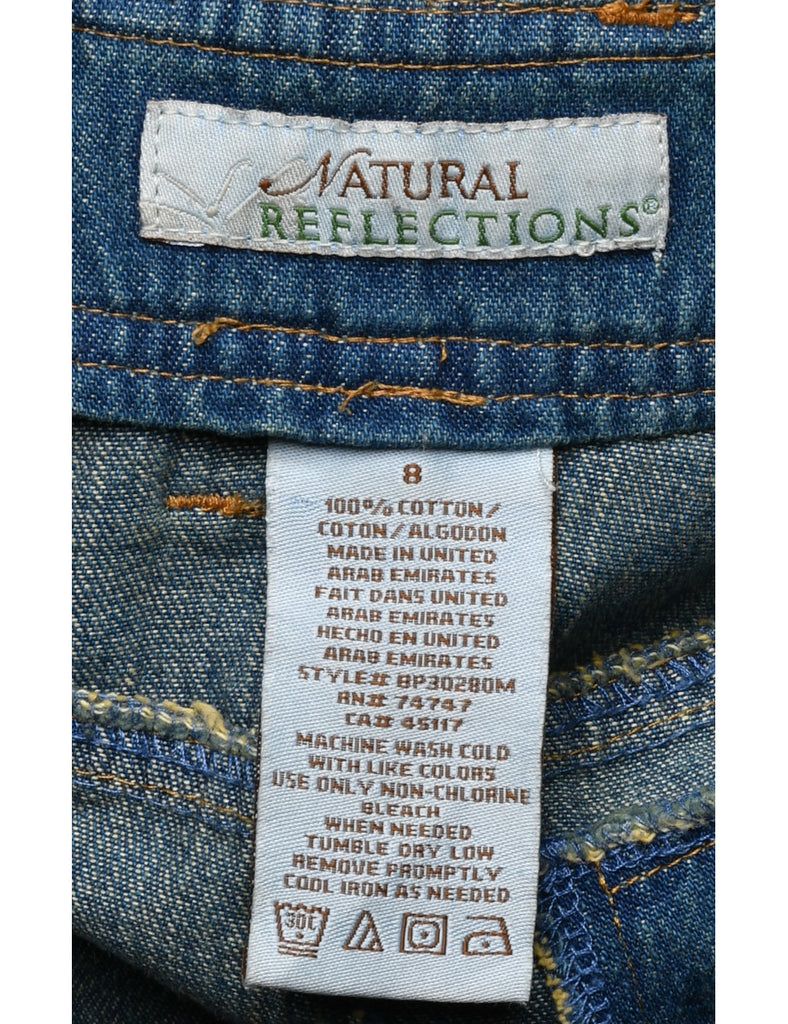 NATURAL
REFLECTIONS®
8
100% COTTON/
COTON/ALGODON
MADE IN UNITED
ARAB EMIRATES
FAIT DANS UNITED
ARAB EMIRATES
HECHO EN UNITED
ARAB EMIRATES
STYLE# BP30280M
RN# 74747
CA# 45117
MACHINE WASH COLD
WITH LIKE COLORS
USE ONLY NON-CHLORINE
BLEACH
WHEN NEEDED
TUMBLE DRY LOW
REMOVE PROMPTLY
COOL IRON AS NEEDED
30C